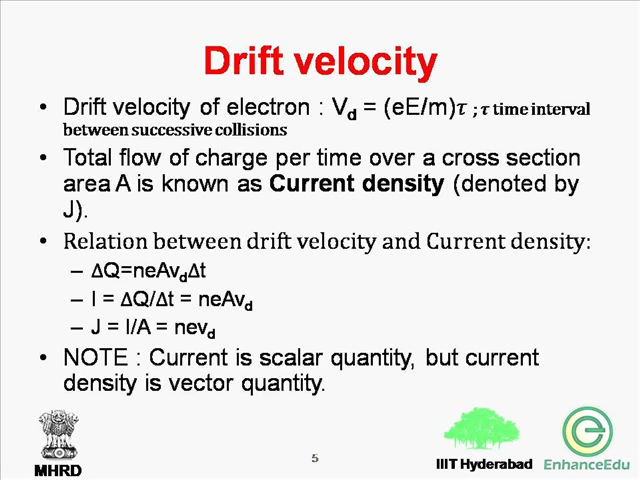 Drift velocity
• Drift velocity of electron : Vd = (eE/m)τ ; τ time interval
between successive collisions
• Total flow of charge per time over a cross section
area A is known as Current density (denoted by
J).
• Relation between drift velocity and Current density:
– ΔQ=neAvdΔt
– I = ΔQ/Δt = neAvd
– J = I/A = nevd
• NOTE : Current is scalar quantity, but current
density is vector quantity.
MHRD
5
IIIT Hyderabad
EnhanceEdu